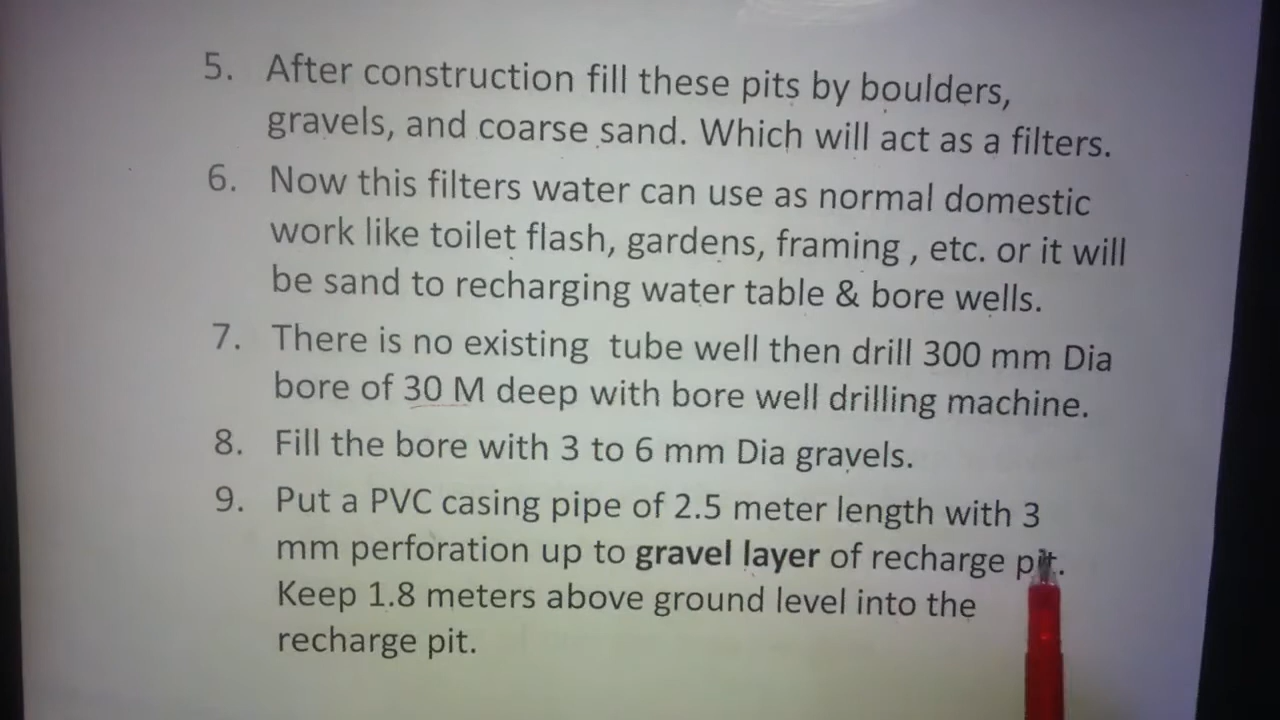 5. After construction fill these pits by boulders,
gravels, and coarse sand. Which will act as a filters.
6. Now this filters water can use as normal domestic
work like toilet flash, gardens, framing , etc. or it will
be sand to recharging water table & bore wells.
7. There is no existing tube well then drill 300 mm Dia
bore of 30 M deep with bore well drilling machine.
8. Fill the bore with 3 to 6 mm Dia gravels.
9. Put a PVC casing pipe of 2.5 meter length with 3
mm perforation up to gravel layer of recharge pit.
Keep 1.8 meters above ground level into the
recharge pit.